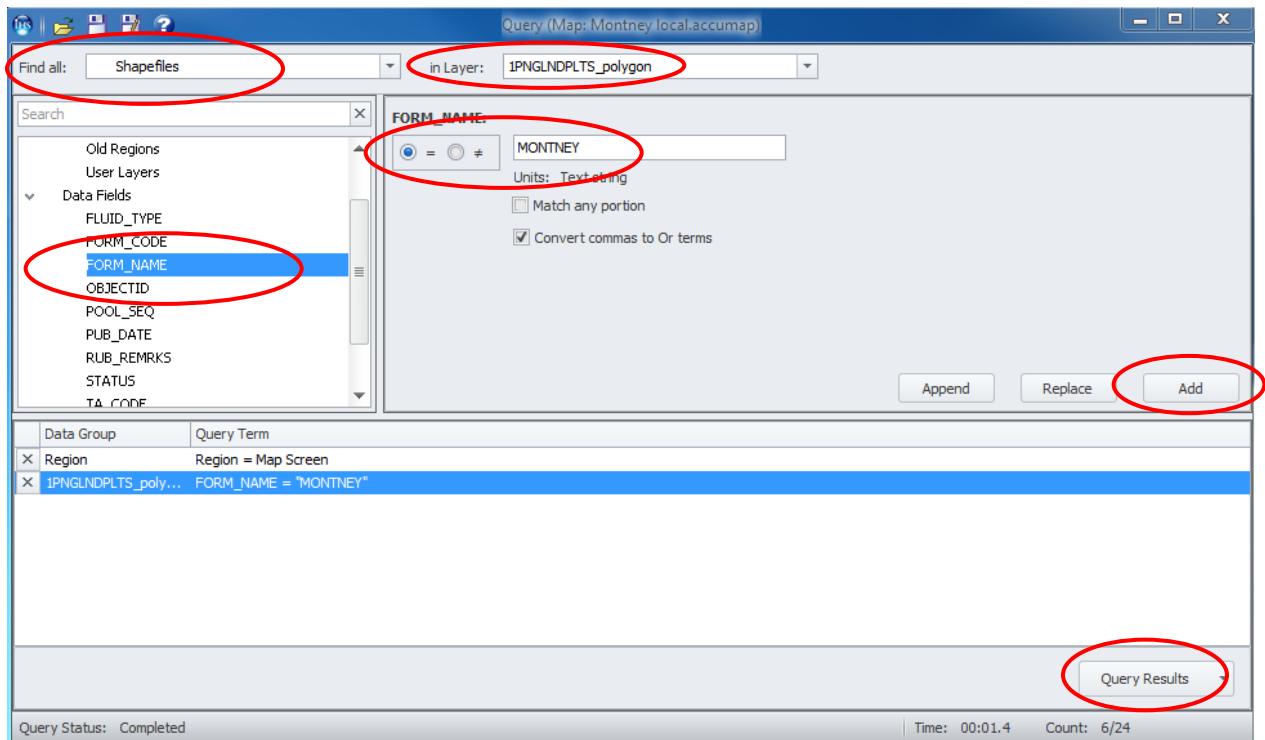 IHS
Query (Map: Montney local.accumap)
Find all: Shapefiles in Layer: 1PNGLNDPLTS_polygon
Search
Old Regions
User Layers
Data Fields
FLUID_TYPE
FORM_CODE
FORM_NAME
OBJECTID
POOL_SEQ
PUB_DATE
RUB_REMRKS
STATUS
TA_CODE
FORM_NAME:
= ≠ MONTNEY
Units: Text string
Match any portion
Convert commas to Or terms
Append Replace Add
Data Group Query Term
Region Region = Map Screen
1PNGLNDPLTS_poly... FORM_NAME = "MONTNEY"
Query Results
Query Status: Completed Time: 00:01.4 Count: 6/24